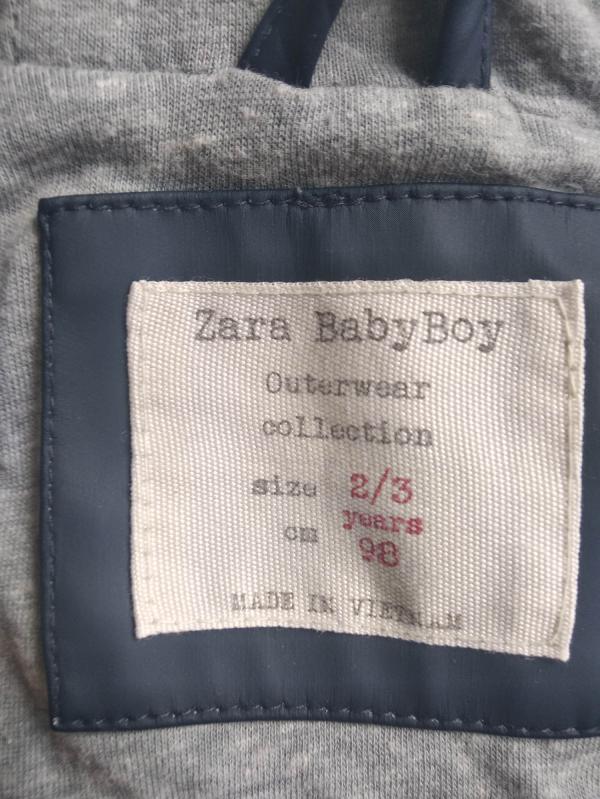 Zara BabyBoy
Outerwear
collection
size 2/3
years
cm 98
MADE IN VIETNAM